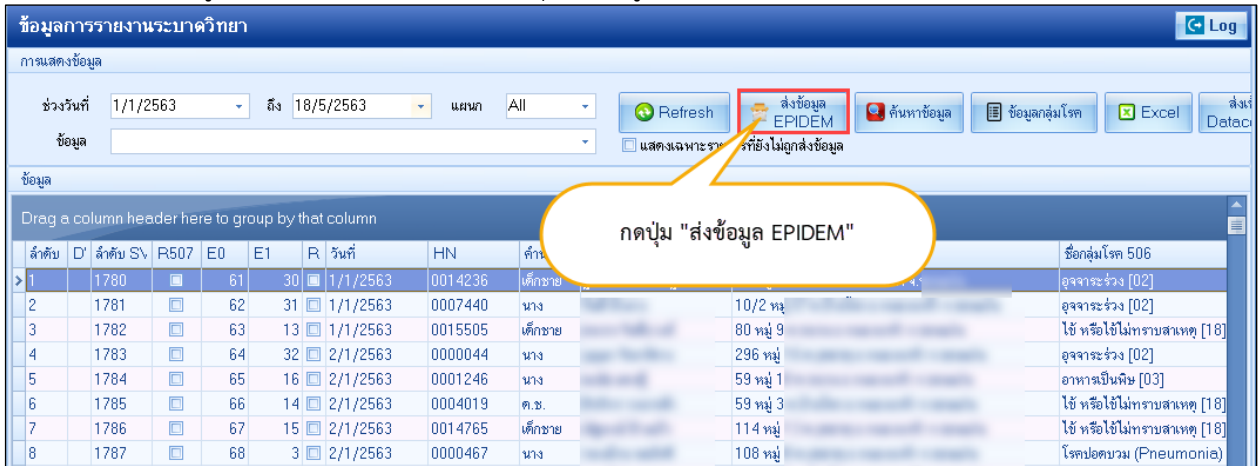 ข้อมูลการรายงานระบาดวิทยา Log
การแสดงข้อมูล
ช่วงวันที่ 1/1/2563 ถึง 18/5/2563 แผนก All Refresh ส่งข้อมูล EPIDEM ค้นหาข้อมูล ข้อมูลกลุ่มโรค Excel
ข้อมูล แสดงเฉพาะ ที่ยังไม่ถูกส่งข้อมูล
ข้อมูล
Drag a column header here to group by that column
กดปุ่ม "ส่งข้อมูล EPIDEM"
ลำดับ D' ลำดับ R507 E0 E1 R วันที่ HN ชื่อกลุ่มโรค 506
1 1780 61 30 1/1/2563 0014236 เด็กชาย อุจจาระร่วง [02]
2 1781 62 31 1/1/2563 0007440 นาง 10/2 อุจจาระร่วง [02]
3 1782 63 13 1/1/2563 0015505 เด็กชาย 80 หมู่ 9 ไข้ หรือไข้ไม่ทราบสาเหตุ [18]
4 1783 64 32 2/1/2563 0000044 นาง 296 หมู่ อุจจาระร่วง [02]
5 1784 65 16 2/1/2563 0001246 นาง 59 หมู่ 1 อาหารเป็นพิษ [03]
6 1785 66 14 2/1/2563 0004019 ด.ช. 59 หมู่ 3 ไข้ หรือไข้ไม่ทราบสาเหตุ [18]
7 1786 67 15 2/1/2563 0014765 เด็กชาย 114 หมู่ ไข้ หรือไข้ไม่ทราบสาเหตุ [18]
8 1787 68 3 2/1/2563 0000467 นาง 108 หมู่ โรคปอดบวม (Pneumonia)